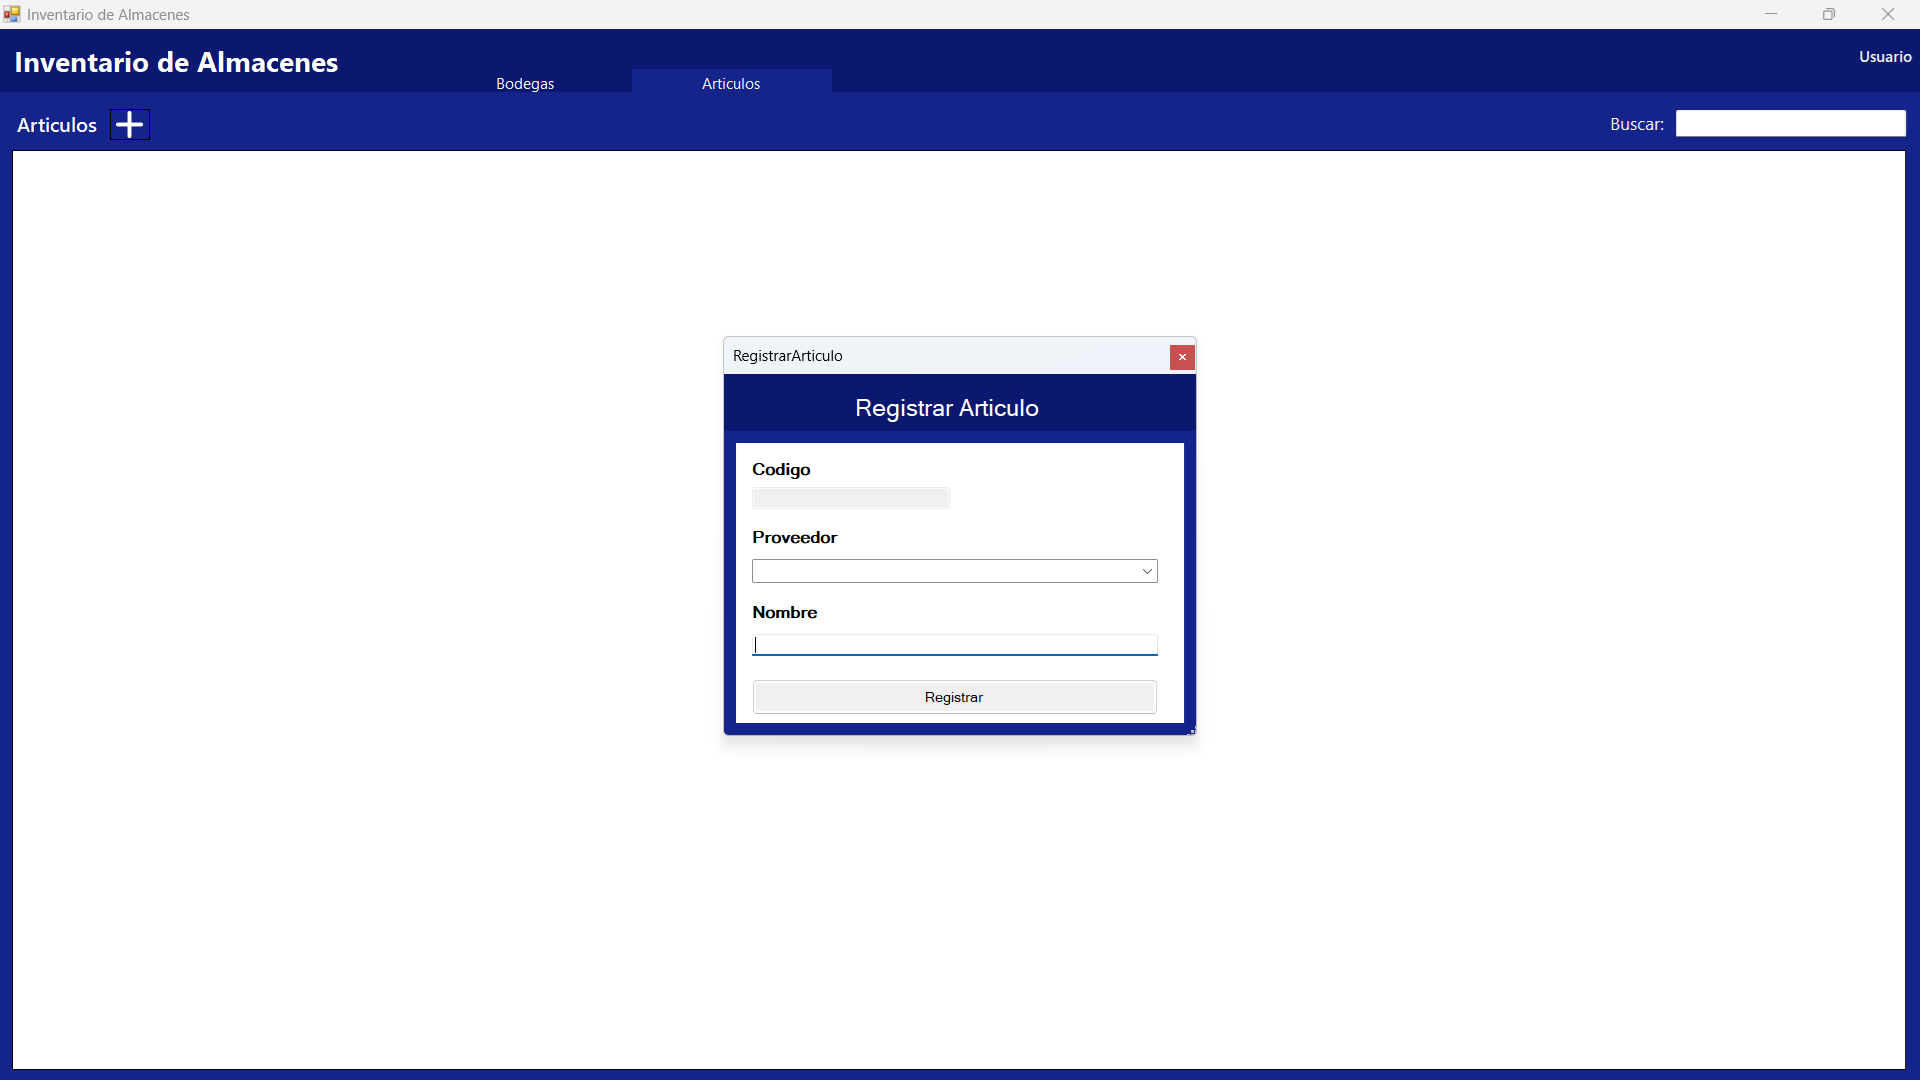 Inventario de Almacenes
Inventario de Almacenes
Usuario
Bodegas
Articulos
Articulos
Buscar:
RegistrarArticulo
Registrar Articulo
Codigo
Proveedor
Nombre
Registrar